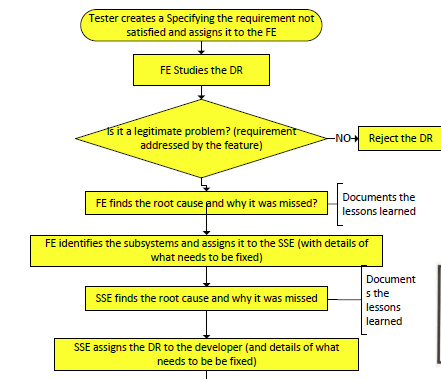 Tester creates a Specifying the requirement not
satisfied and assigns it to the FE
FE Studies the DR
Is it a legitimate problem? (requirement
addressed by the feature)
NO
Reject the DR
FE finds the root cause and why it was missed?
Documents the
lessons learned
FE identifies the subsystems and assigns it to the SSE (with details of
what needs to be fixed)
SSE finds the root cause and why it was missed
Document
s the
lessons
learned
SSE assigns the DR to the developer (and details of what
needs to be be fixed)